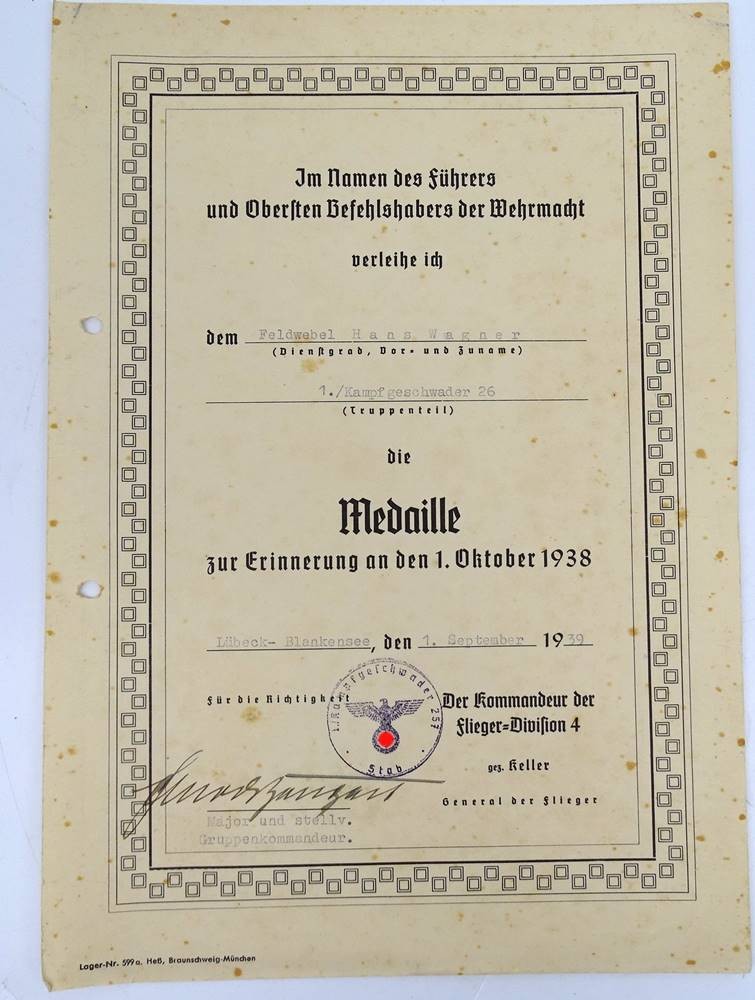 Im Namen des Führers
und Obersten Befehlshabers der Wehrmacht
verleihe ich
dem Feldwebel Hans Wagner
(Dienstgrad, Vor- und Zuname)
1./Kampfgeschwader 26
(Truppenteil)
die
Medaille
zur Erinnerung an den 1. Oktober 1938
Lübeck- Blankensee, den 1. September 1939
Für die Richtigkeit
I./Kampfgeschwader 257
Stab
Der Kommandeur der
Flieger-Division 4
gez. Keller
General der Flieger
Major und stellv.
Gruppenkommandeur.
Lager-Nr. 599a. Heß, Braunschweig-München